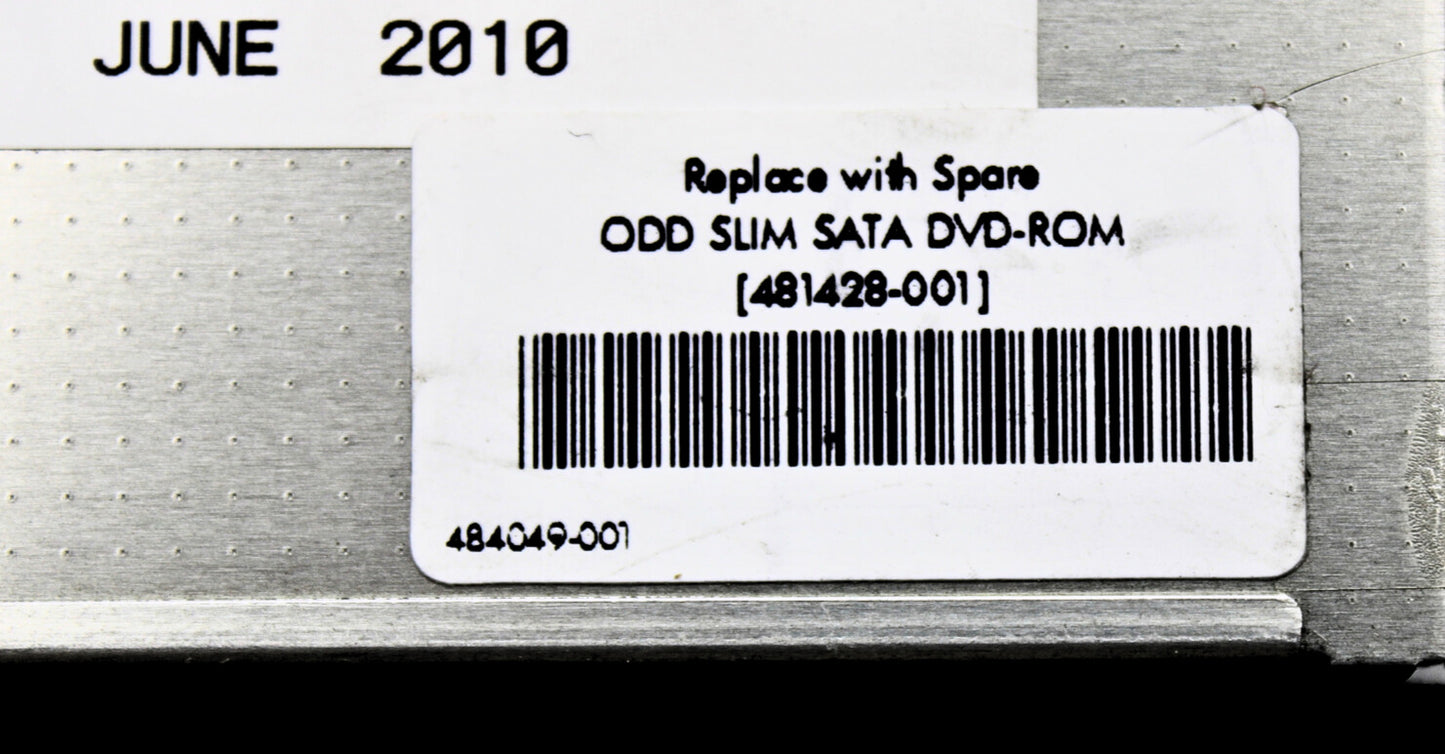 JUNE 2010
Replace with Spare
ODD SLIM SATA DVD-ROM
[481428-001]
484049-001